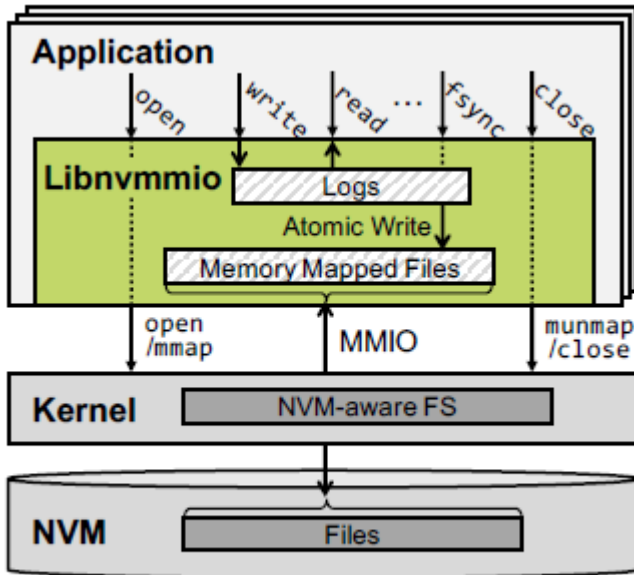 Application
open write read ... fsync close
Libnvmmio
Logs
Atomic Write
Memory Mapped Files
open
/mmap
MMIO
munmap
/close
Kernel
NVM-aware FS
NVM
Files